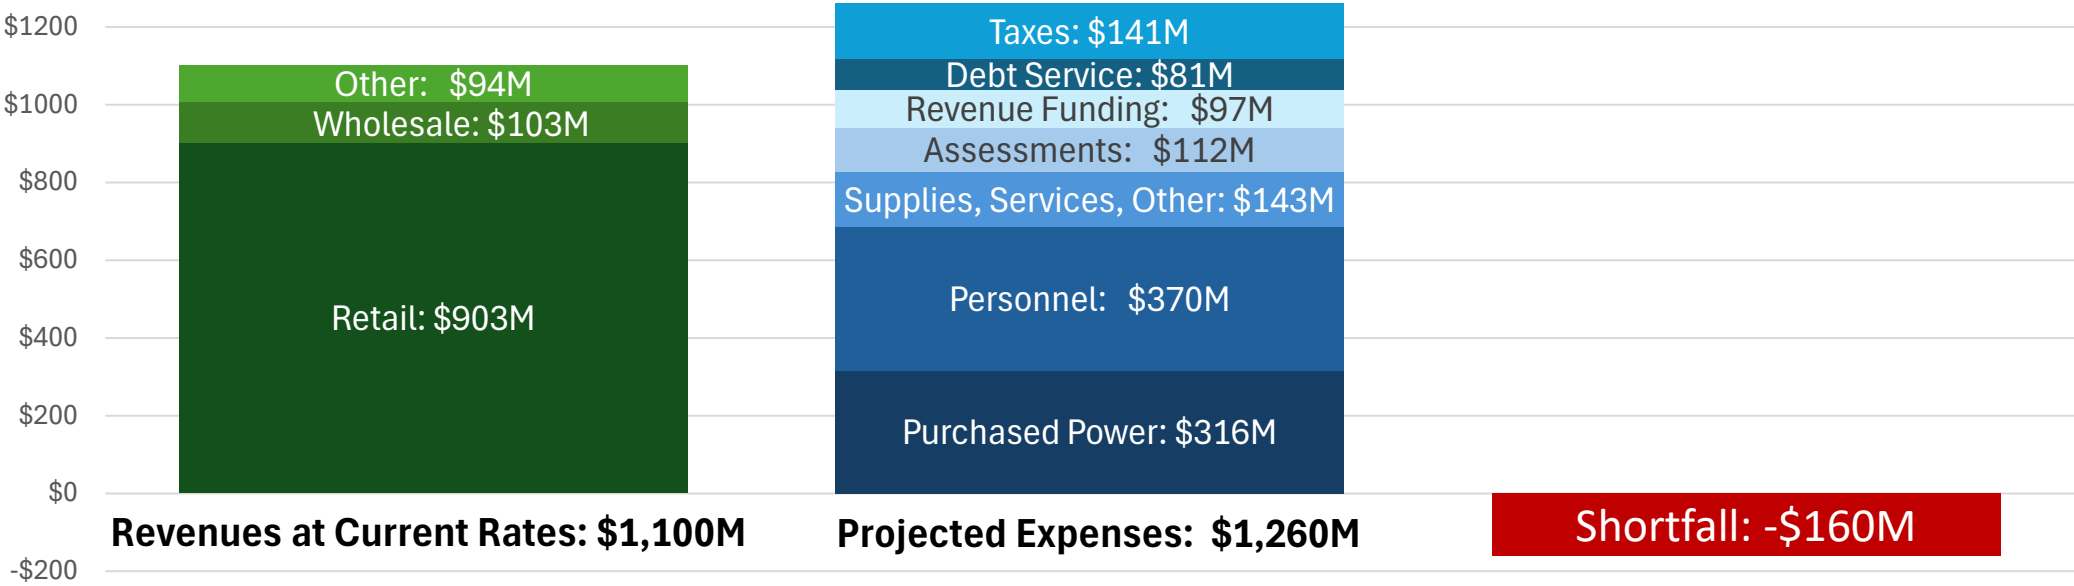 $1200
$1000
$800
$600
$400
$200
$0
-$200
Other: $94M
Wholesale: $103M
Retail: $903M
Revenues at Current Rates: $1,100M
Taxes: $141M
Debt Service: $81M
Revenue Funding: $97M
Assessments: $112M
Supplies, Services, Other: $143M
Personnel: $370M
Purchased Power: $316M
Projected Expenses: $1,260M
Shortfall: -$160M